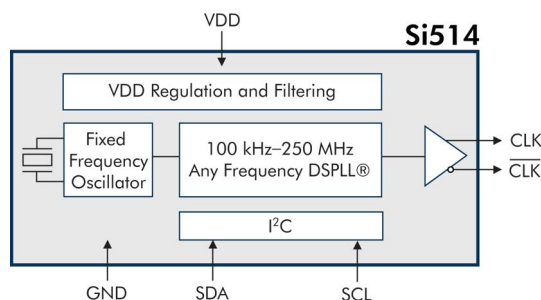 VDD
Si514
VDD Regulation and Filtering
Fixed
Frequency
Oscillator
100 kHz–250 MHz
Any Frequency DSPLL®
CLK
CLK
I²C
GND
SDA
SCL